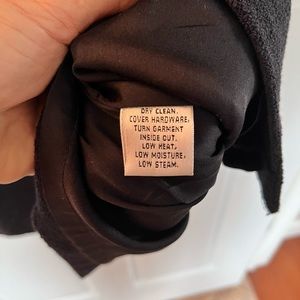 DRY CLEAN.
COVER HARDWARE,
TURN GARMENT
INSIDE OUT.
LOW HEAT,
LOW MOISTURE,
LOW STEAM.